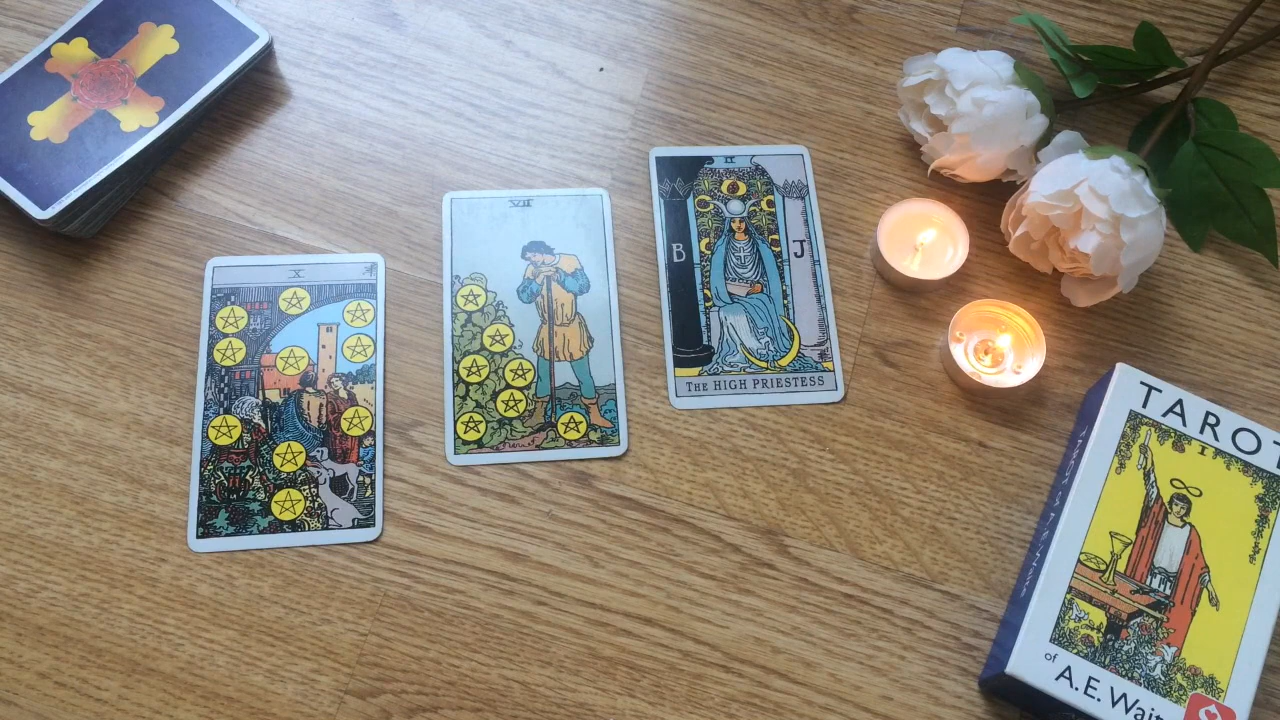 X
VII
II
B
J
THE HIGH PRIESTESS
TAROT
I
of
A.E. Wai